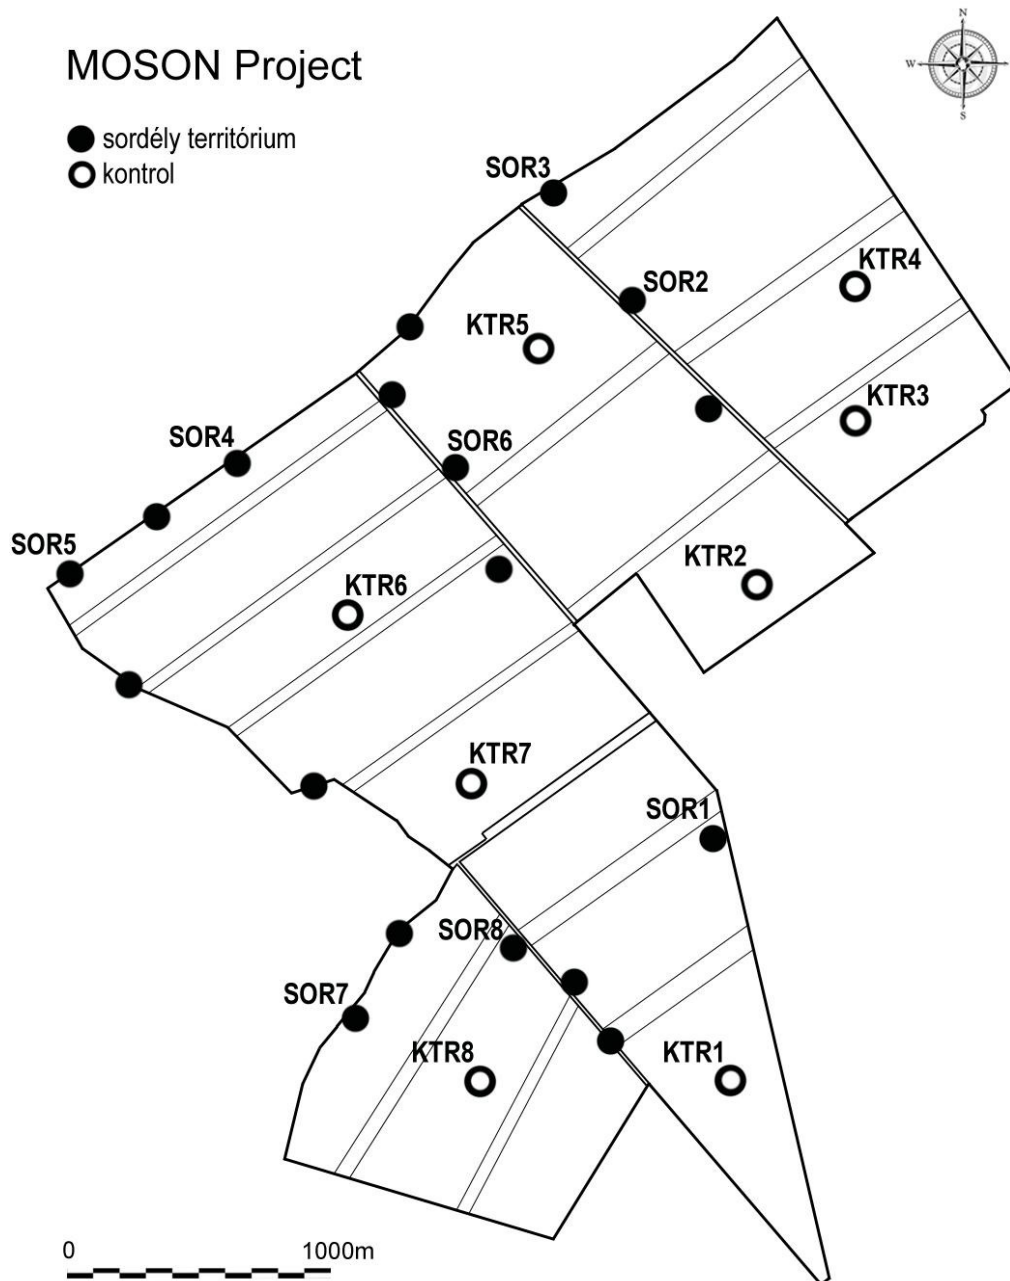 MOSON Project
N
W
S
sordély territórium
kontrol
SOR3
KTR4
SOR2
KTR5
KTR3
SOR4
SOR6
SOR5
KTR2
KTR6
KTR7
SOR1
SOR8
SOR7
KTR8
KTR1
0 1000m